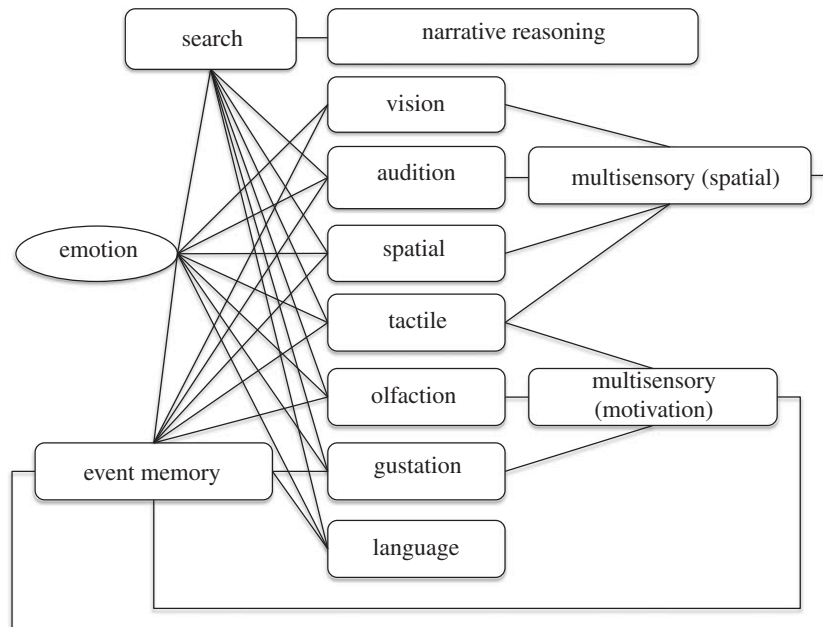 search
narrative reasoning
vision
audition
multisensory (spatial)
emotion
spatial
tactile
olfaction
multisensory
(motivation)
event memory
gustation
language